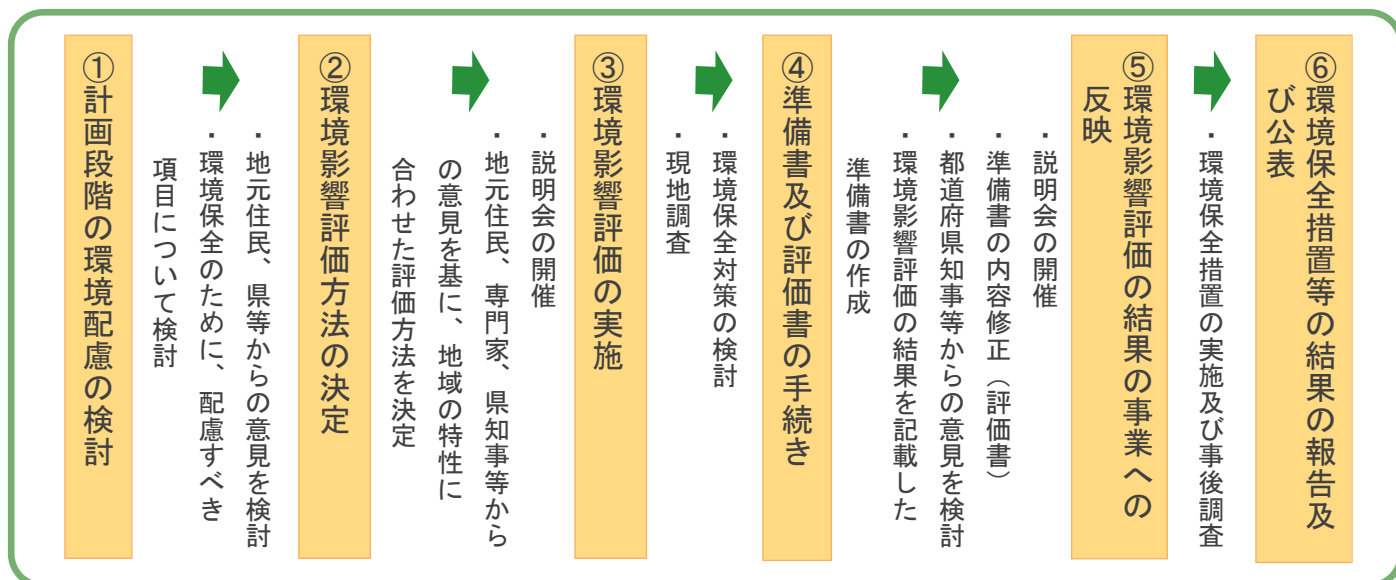 ①計画段階の環境配慮の検討
・地元住民、県等からの意見を検討
・環境保全のために、配慮すべき
項目について検討
②環境影響評価方法の決定
・説明会の開催
・地元住民、専門家、県知事等から
の意見を基に、地域の特性に
合わせた評価方法を決定
③環境影響評価の実施
・環境保全対策の検討
・現地調査
④準備書及び評価書の手続き
・説明会の開催
・準備書の内容修正（評価書）
・都道府県知事等からの意見を検討
・環境影響評価の結果を記載した
準備書の作成
⑤環境影響評価の結果の事業への
反映
・環境保全措置の実施及び事後調査
⑥環境保全措置等の結果の報告及
び公表